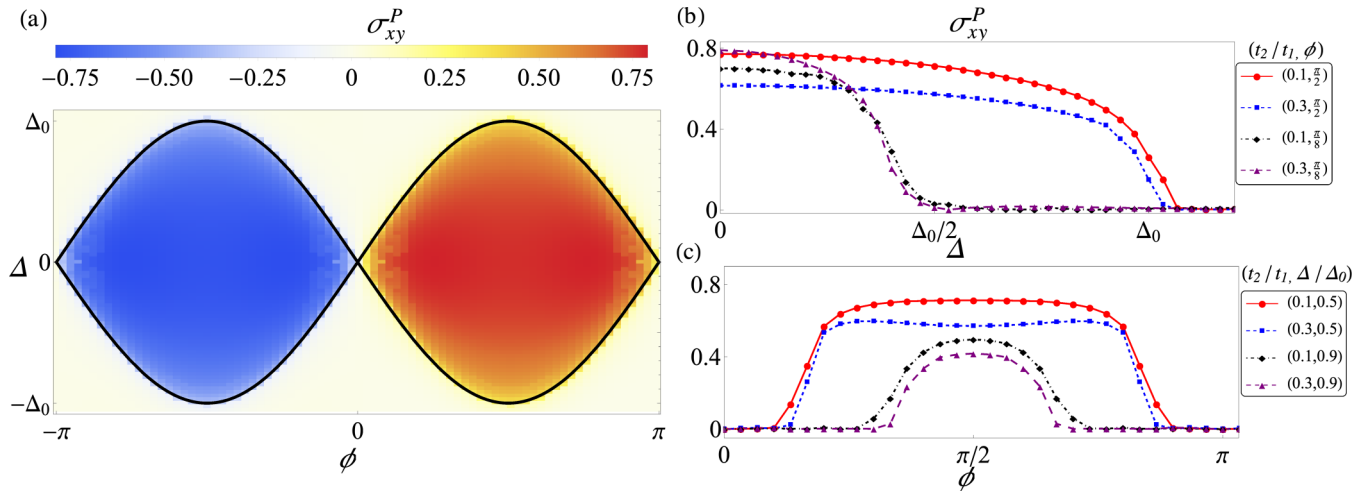 (a)
σ^P_xy
−0.75 −0.50 −0.25 0 0.25 0.50 0.75
Δ₀
Δ 0
−Δ₀
−π 0 π
ϕ
(b)
σ^P_xy
0.8
0.4
0
0 Δ₀/2 Δ₀
Δ
(t₂/t₁, ϕ)
(0.1, π/2)
(0.3, π/2)
(0.1, π/8)
(0.3, π/8)
(c)
0.8
0.4
0
0 π/2 π
ϕ
(t₂/t₁, Δ/Δ₀)
(0.1,0.5)
(0.3,0.5)
(0.1,0.9)
(0.3,0.9)